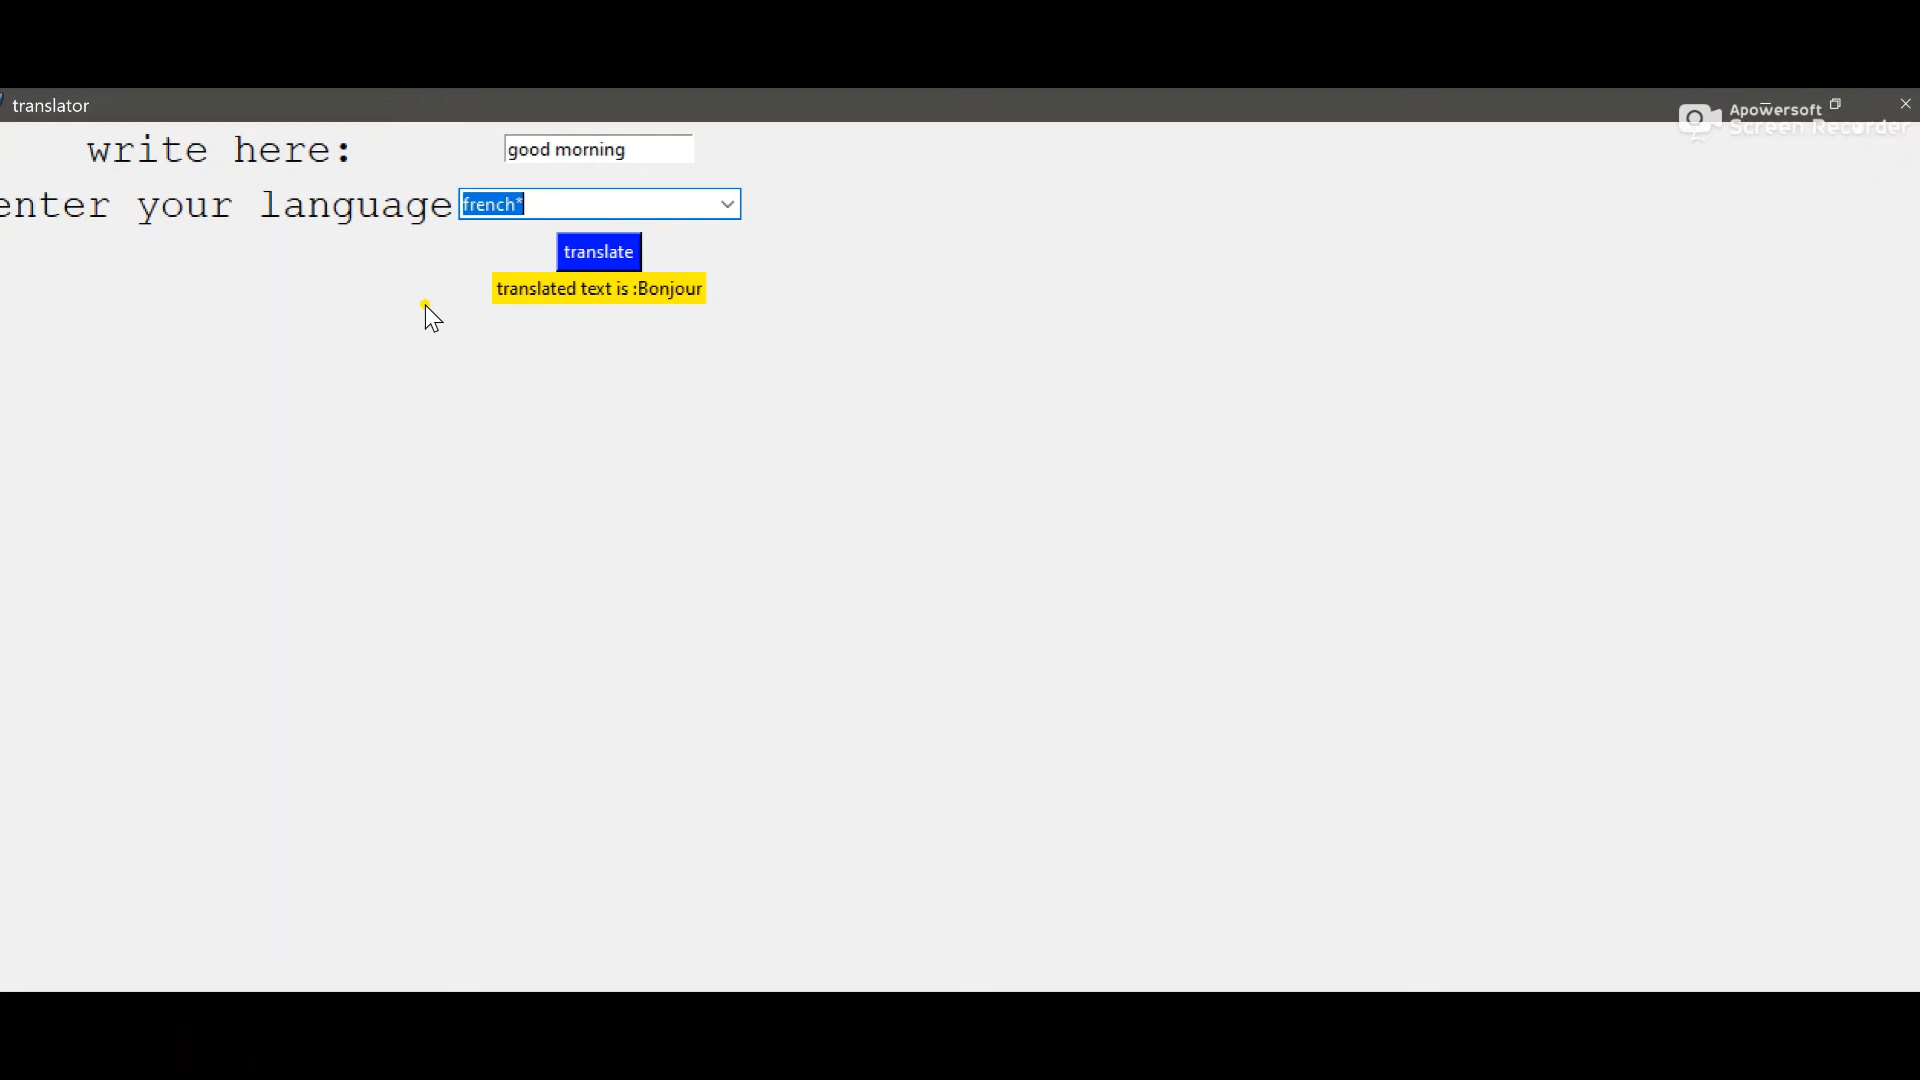 translator
Apowersoft
Screen Recorder
write here:
good morning
enter your language
french*
translate
translated text is :Bonjour